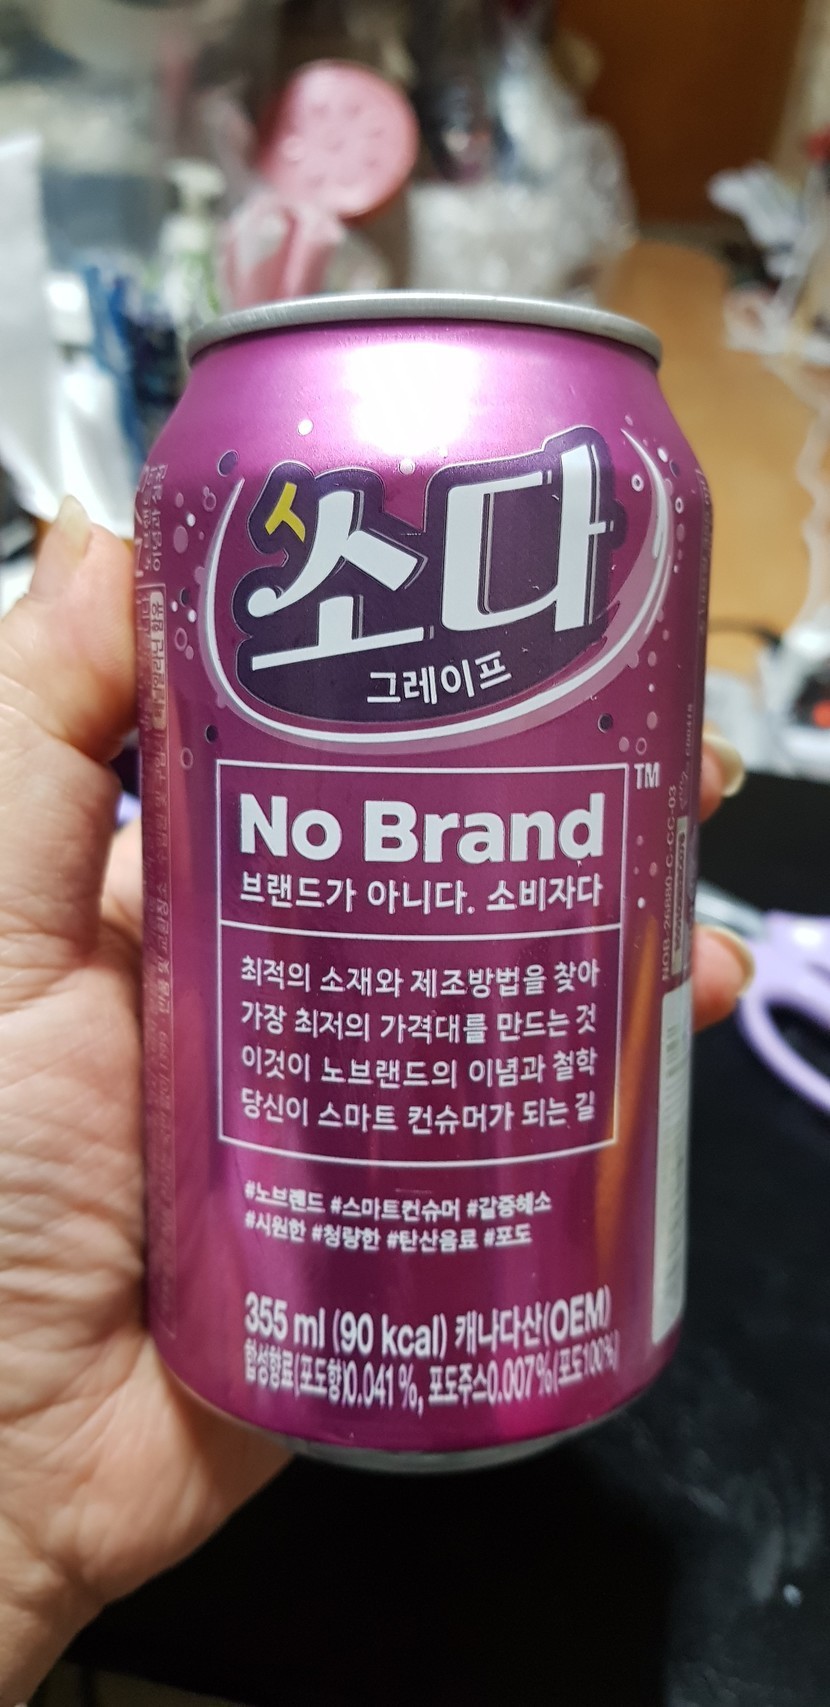 소다
그레이프
TM
No Brand
브랜드가 아니다. 소비자다
최적의 소재와 제조방법을 찾아
가장 최저의 가격대를 만드는 것
이것이 노브랜드의 이념과 철학
당신이 스마트 컨슈머가 되는 길
#노브렌드 #스마트컨슈머 #갈증해소
#시원한 #청량한 #탄산음료 #포도
355 ml (90 kcal) 캐나다산(OEM)
합성향료(포도향)0.041%, 포도주스0.007%(포도100%)
NOB-26880-C-CC-03